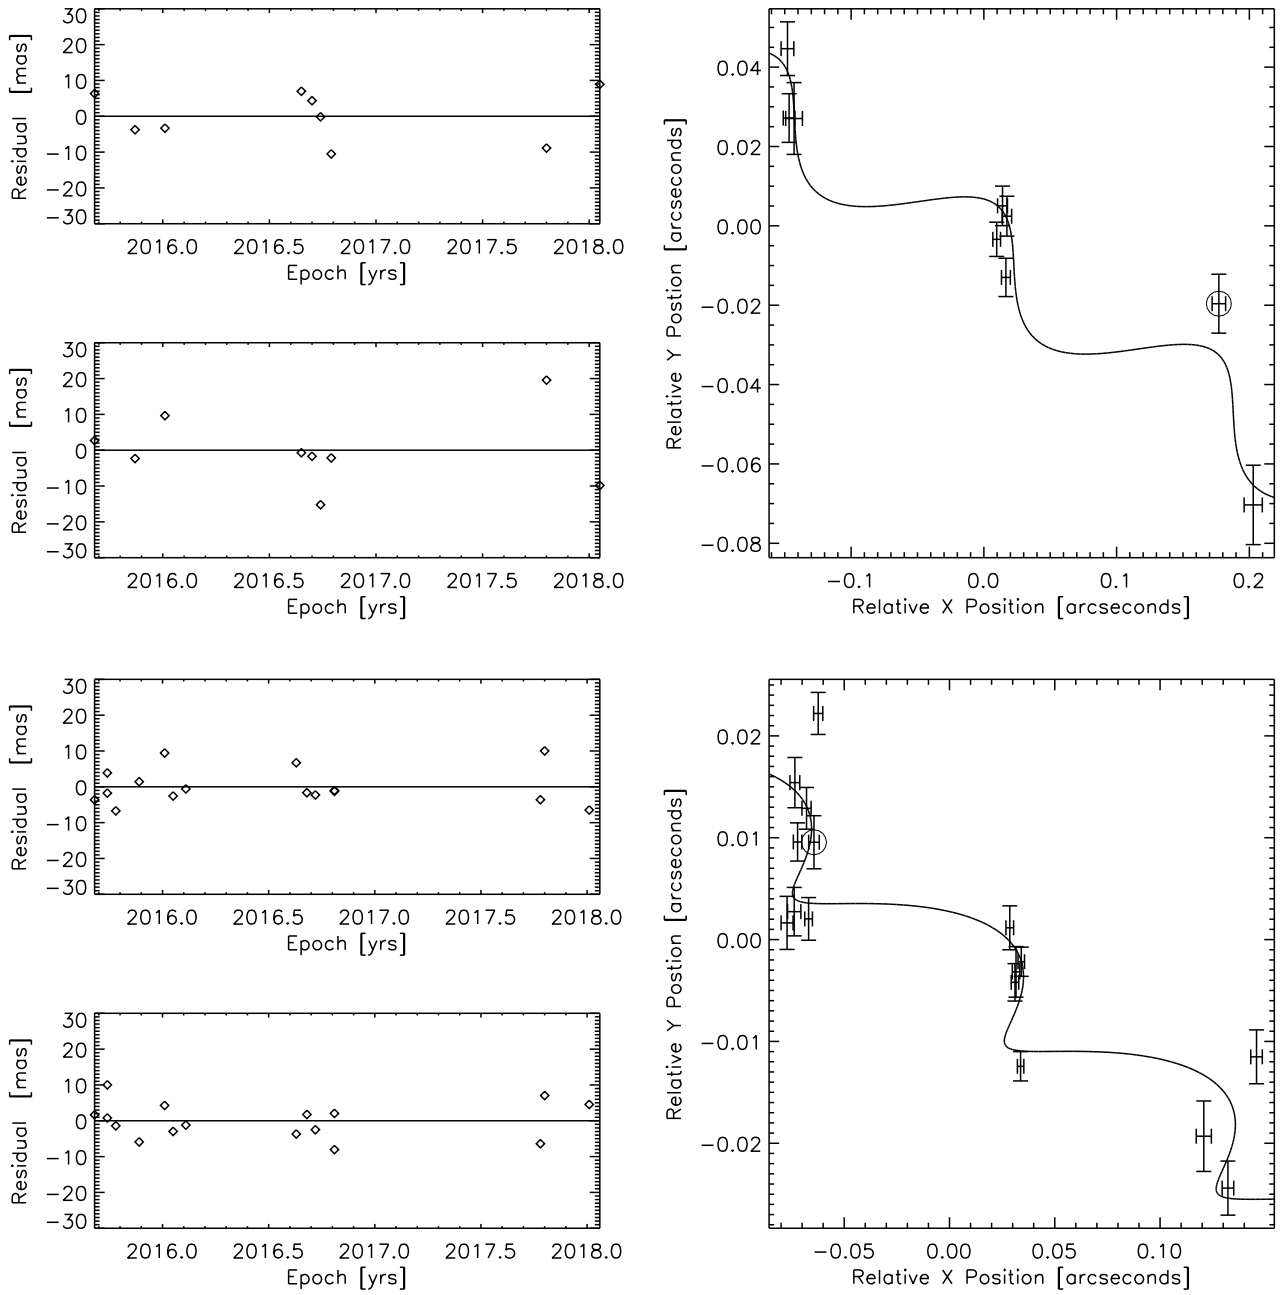 30
20
10
0
−10
−20
−30
Residual [mas]
2016.0 2016.5 2017.0 2017.5 2018.0
Epoch [yrs]
30
20
10
0
−10
−20
−30
Residual [mas]
2016.0 2016.5 2017.0 2017.5 2018.0
Epoch [yrs]
0.04
0.02
0.00
−0.02
−0.04
−0.06
−0.08
Relative Y Postion [arcseconds]
−0.1 0.0 0.1 0.2
Relative X Position [arcseconds]
30
20
10
0
−10
−20
−30
Residual [mas]
2016.0 2016.5 2017.0 2017.5 2018.0
Epoch [yrs]
30
20
10
0
−10
−20
−30
Residual [mas]
2016.0 2016.5 2017.0 2017.5 2018.0
Epoch [yrs]
0.02
0.01
0.00
−0.01
−0.02
Relative Y Postion [arcseconds]
−0.05 0.00 0.05 0.10
Relative X Position [arcseconds]